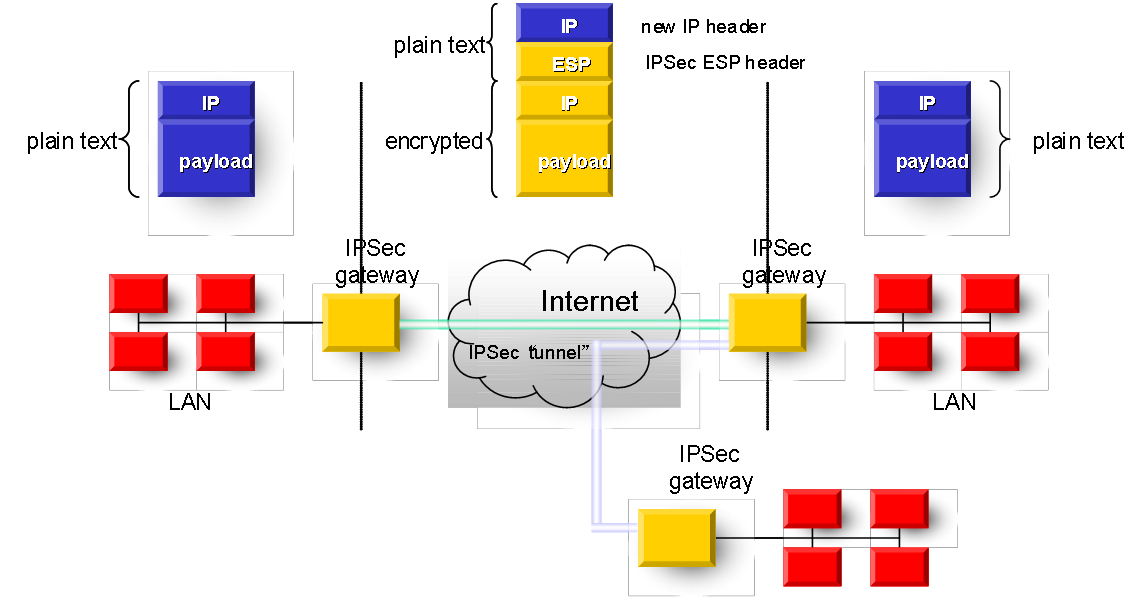 IP
new IP header
plain text
ESP
IPSec ESP header
IP
IP
IP
plain text
encrypted
plain text
payload
payload
payload
IPSec
gateway
IPSec
gateway
Internet
IPSec “tunnel”
LAN
LAN
IPSec
gateway